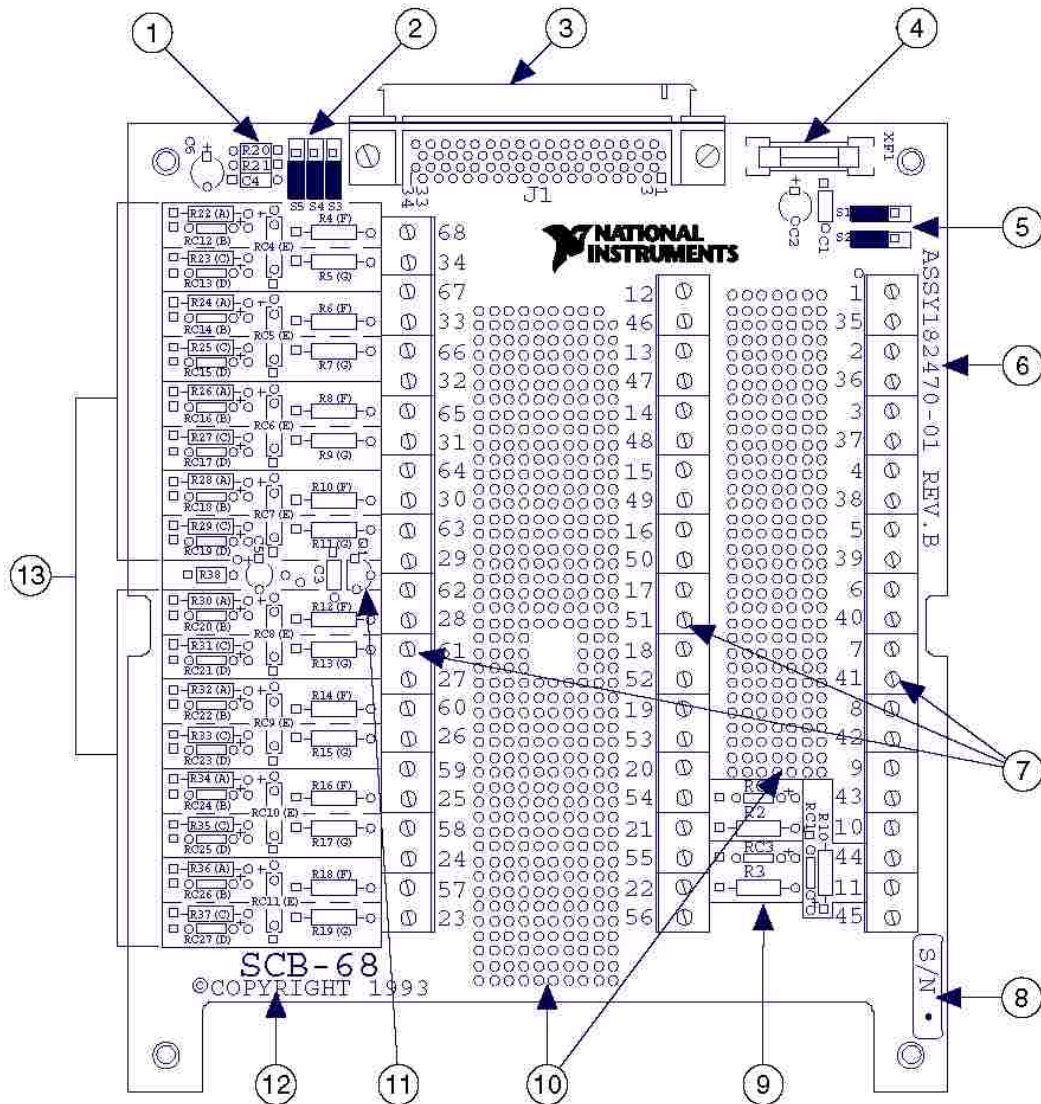 1
2
3
4
C6
R20
R21
C4
S5 S4 S3
34
33
1
3
J1
XF1
S1
S2
C2
C1
5
NATIONAL
INSTRUMENTS
ASSY182470-01 REV.B
6
R22 (A)
RC12 (B)
RC4 (E)
R4 (F)
R23 (C)
RC13 (D)
R5 (G)
R24 (A)
RC14 (B)
RC5 (E)
R6 (F)
R25 (C)
RC15 (D)
R7 (G)
R26 (A)
RC16 (B)
RC6 (E)
R8 (F)
R27 (C)
RC17 (D)
R9 (G)
R28 (A)
RC18 (B)
RC7 (E)
R10 (F)
R29 (C)
RC19 (D)
R11 (G)
13
R38
C3
R30 (A)
RC20 (B)
RC8 (E)
R12 (F)
R31 (C)
RC21 (D)
R13 (G)
R32 (A)
RC22 (B)
RC9 (E)
R14 (F)
R33 (C)
RC23 (D)
R15 (G)
R34 (A)
RC24 (B)
RC10 (E)
R16 (F)
R35 (C)
RC25 (D)
R17 (G)
R36 (A)
RC26 (B)
RC11 (E)
R18 (F)
R37 (C)
RC27 (D)
R19 (G)
68
34
67
33
66
32
65
31
64
30
63
29
62
28
61
27
60
26
59
25
58
24
57
23
12
46
13
47
14
48
15
49
16
50
17
51
18
52
19
53
20
54
21
55
22
56
1
35
2
36
3
37
4
38
5
39
6
40
7
41
8
42
9
43
10
44
11
45
7
R2
RC3
R3
S/N
8
SCB-68
©COPYRIGHT 1993
12
11
10
9